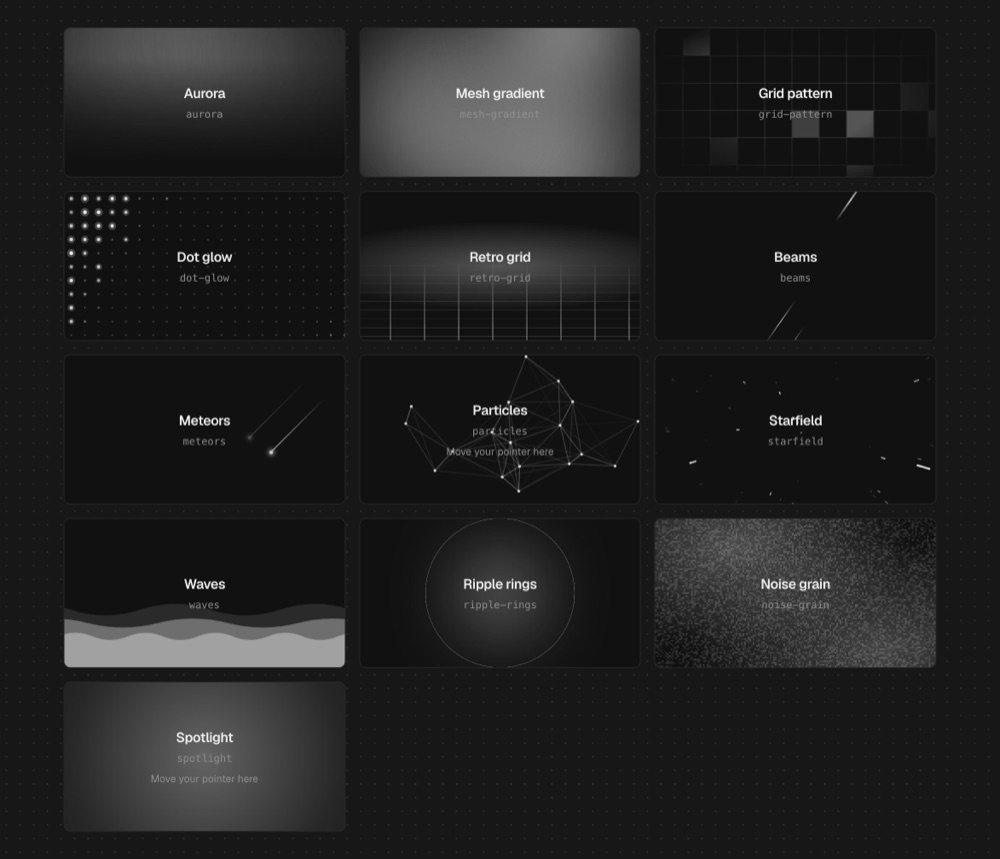 Aurora
aurora
Mesh gradient
mesh-gradient
Grid pattern
grid-pattern
Dot glow
dot-glow
Retro grid
retro-grid
Beams
beams
Meteors
meteors
Particles
particles
Move your pointer here
Starfield
starfield
Waves
waves
Ripple rings
ripple-rings
Noise grain
noise-grain
Spotlight
spotlight
Move your pointer here